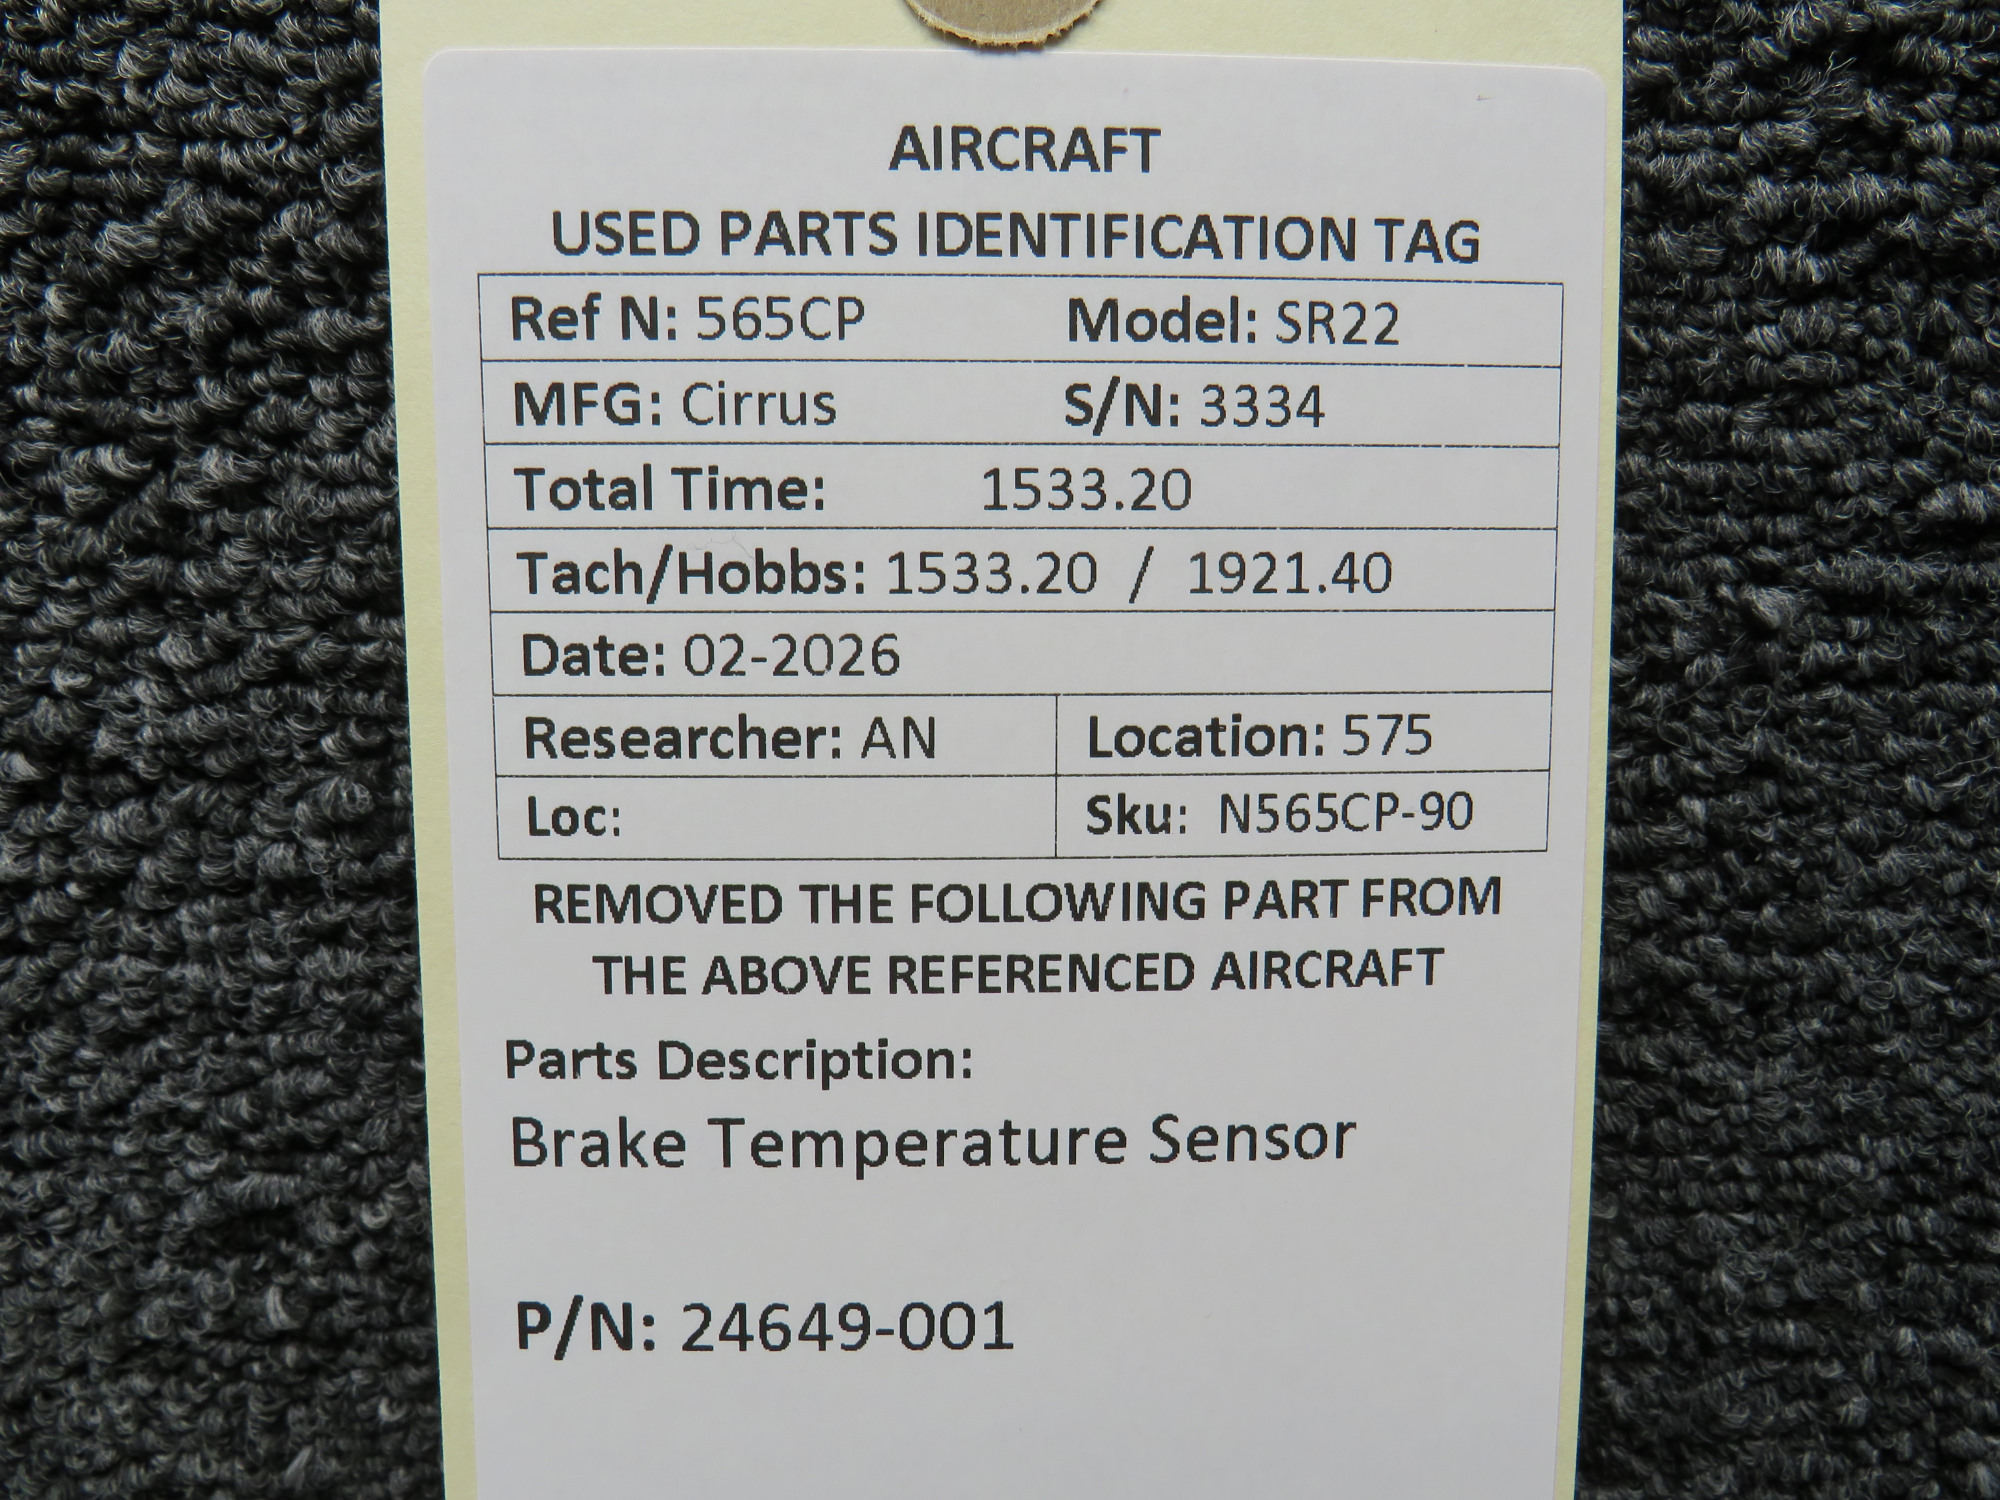 AIRCRAFT
USED PARTS IDENTIFICATION TAG
Ref N: 565CP Model: SR22
MFG: Cirrus S/N: 3334
Total Time: 1533.20
Tach/Hobbs: 1533.20 / 1921.40
Date: 02-2026
Researcher: AN Location: 575
Loc: Sku: N565CP-90
REMOVED THE FOLLOWING PART FROM
THE ABOVE REFERENCED AIRCRAFT
Parts Description:
Brake Temperature Sensor
P/N: 24649-001